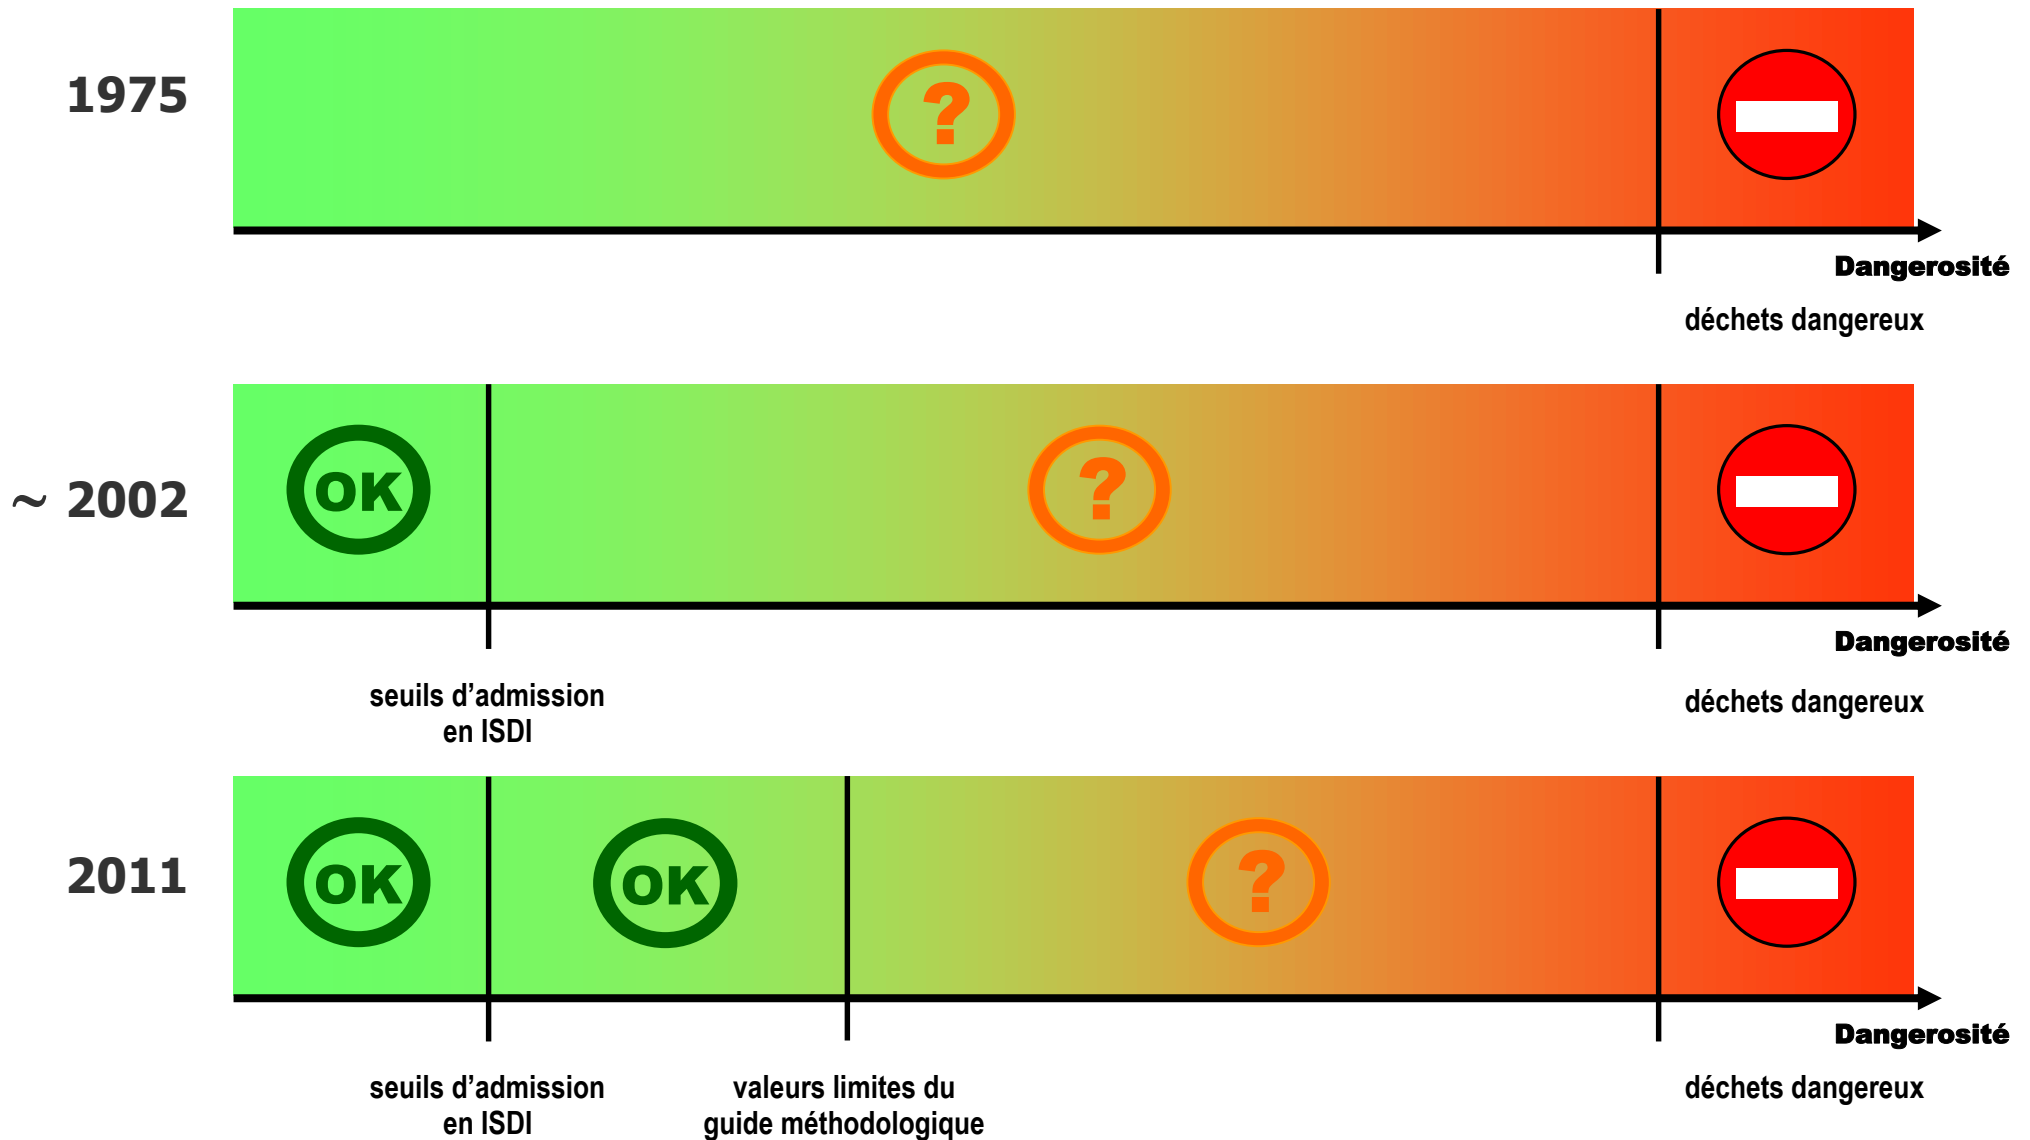 1975
?
Dangerosité
déchets dangereux
~ 2002
OK
?
Dangerosité
seuils d’admission
en ISDI
déchets dangereux
2011
OK
OK
?
Dangerosité
seuils d’admission
en ISDI
valeurs limites du
guide méthodologique
déchets dangereux